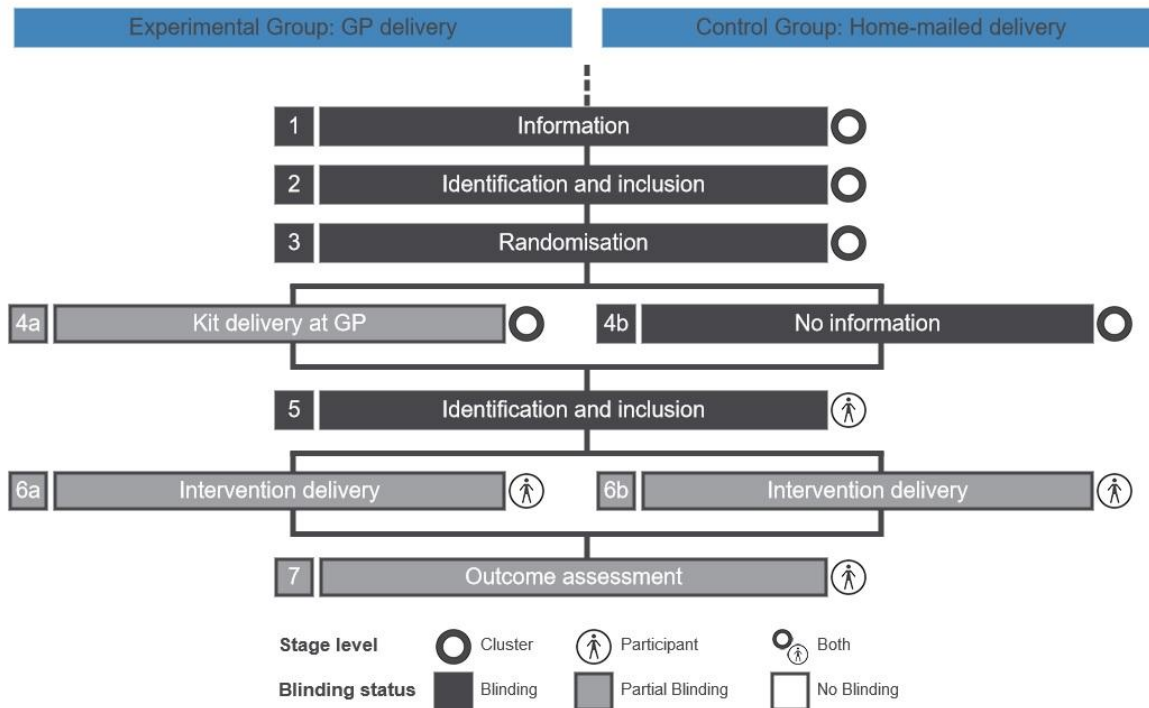 Experimental Group: GP delivery
Control Group: Home-mailed delivery
1 Information
2 Identification and inclusion
3 Randomisation
4a Kit delivery at GP
4b No information
5 Identification and inclusion
6a Intervention delivery
6b Intervention delivery
7 Outcome assessment
Stage level Cluster Participant Both
Blinding status Blinding Partial Blinding No Blinding